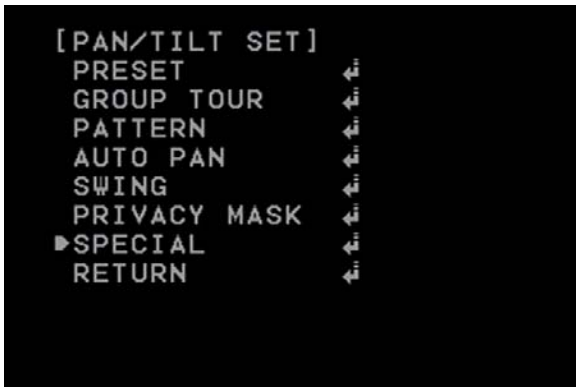 [PAN/TILT SET]
PRESET ↲
GROUP TOUR ↲
PATTERN ↲
AUTO PAN ↲
SWING ↲
PRIVACY MASK ↲
SPECIAL ↲
RETURN ↲